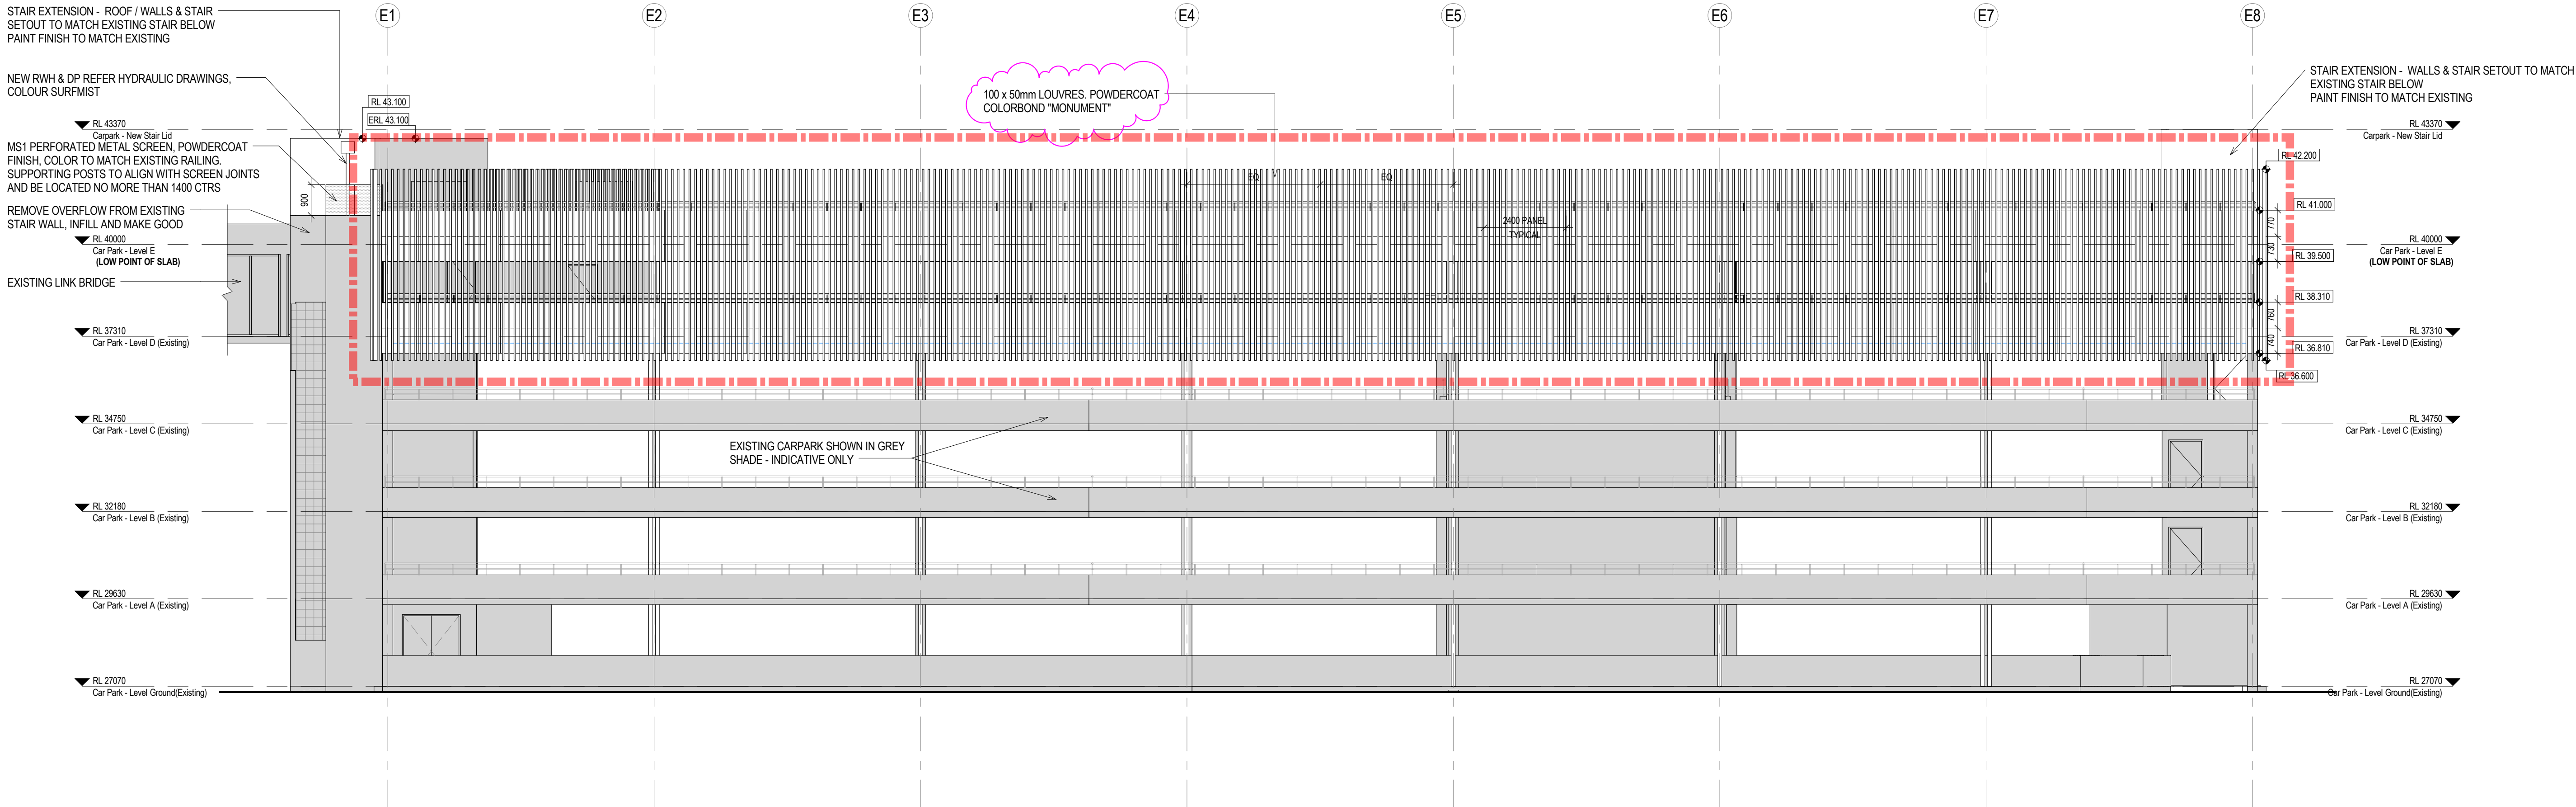 STAIR EXTENSION - ROOF / WALLS & STAIR
SETOUT TO MATCH EXISTING STAIR BELOW
PAINT FINISH TO MATCH EXISTING
E1
E2
E3
E4
E5
E6
E7
E8
NEW RWH & DP REFER HYDRAULIC DRAWINGS,
COLOUR SURFMIST
RL 43.100
ERL 43.100
100 x 50mm LOUVRES. POWDERCOAT
COLORBOND "MONUMENT"
STAIR EXTENSION - WALLS & STAIR SETOUT TO MATCH
EXISTING STAIR BELOW
PAINT FINISH TO MATCH EXISTING
RL 43370
Carpark - New Stair Lid
RL 43370
Carpark - New Stair Lid
MS1 PERFORATED METAL SCREEN, POWDERCOAT
FINISH, COLOR TO MATCH EXISTING RAILING.
SUPPORTING POSTS TO ALIGN WITH SCREEN JOINTS
AND BE LOCATED NO MORE THAN 1400 CTRS
900
EQ
EQ
RL 42.200
RL 41.000
REMOVE OVERFLOW FROM EXISTING
STAIR WALL, INFILL AND MAKE GOOD
2400 PANEL
TYPICAL
770
730
RL 40000
Car Park - Level E
(LOW POINT OF SLAB)
RL 40000
Car Park - Level E
(LOW POINT OF SLAB)
RL 39.500
EXISTING LINK BRIDGE
RL 38.310
760
740
RL 37310
Car Park - Level D (Existing)
RL 37310
Car Park - Level D (Existing)
RL 36.810
RL 36.600
RL 34750
Car Park - Level C (Existing)
RL 34750
Car Park - Level C (Existing)
EXISTING CARPARK SHOWN IN GREY
SHADE - INDICATIVE ONLY
RL 32180
Car Park - Level B (Existing)
RL 32180
Car Park - Level B (Existing)
RL 29630
Car Park - Level A (Existing)
RL 29630
Car Park - Level A (Existing)
RL 27070
Car Park - Level Ground(Existing)
RL 27070
Car Park - Level Ground(Existing)